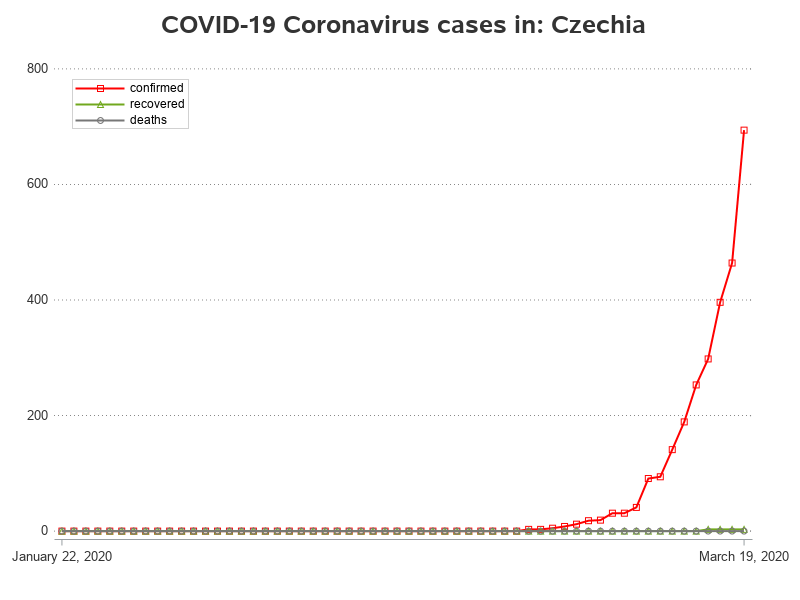 COVID-19 Coronavirus cases in: Czechia
800
confirmed
recovered
deaths
600
400
200
0
January 22, 2020
March 19, 2020